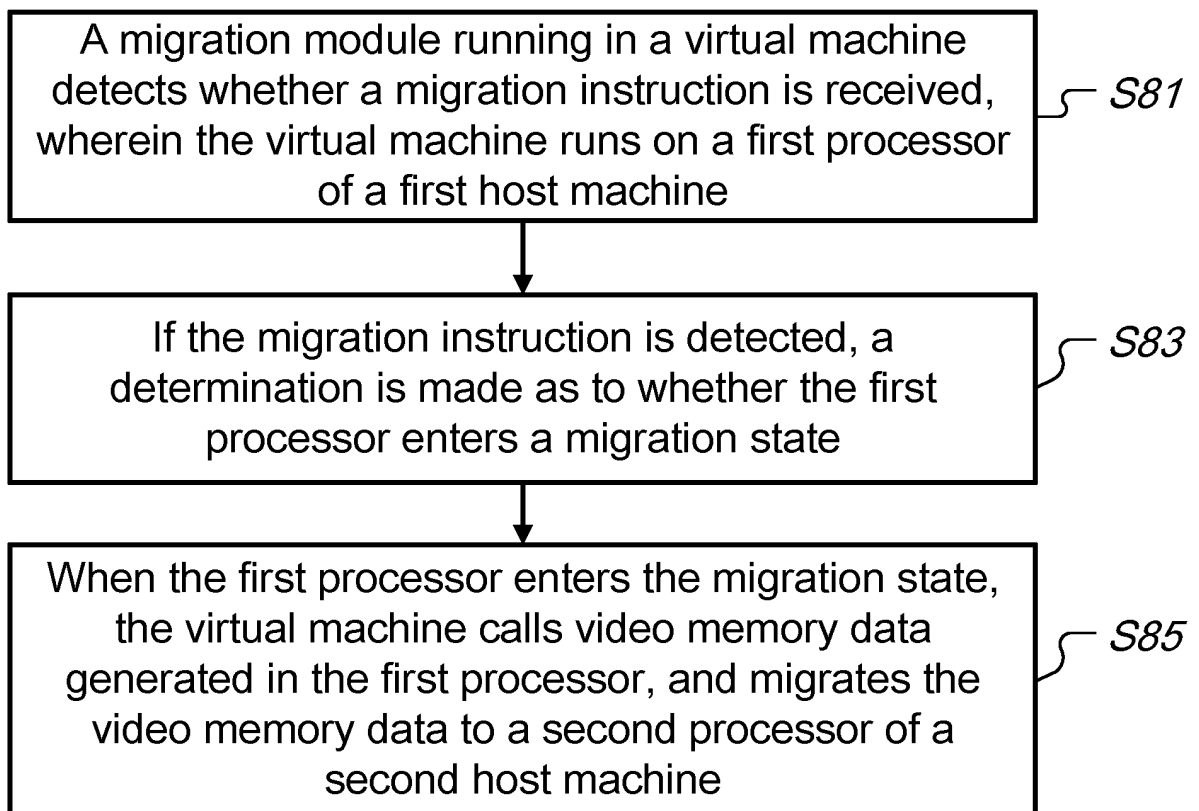 A migration module running in a virtual machine
detects whether a migration instruction is received,
wherein the virtual machine runs on a first processor
of a first host machine
S81
If the migration instruction is detected, a
determination is made as to whether the first
processor enters a migration state
S83
When the first processor enters the migration state,
the virtual machine calls video memory data
generated in the first processor, and migrates the
video memory data to a second processor of a
second host machine
S85